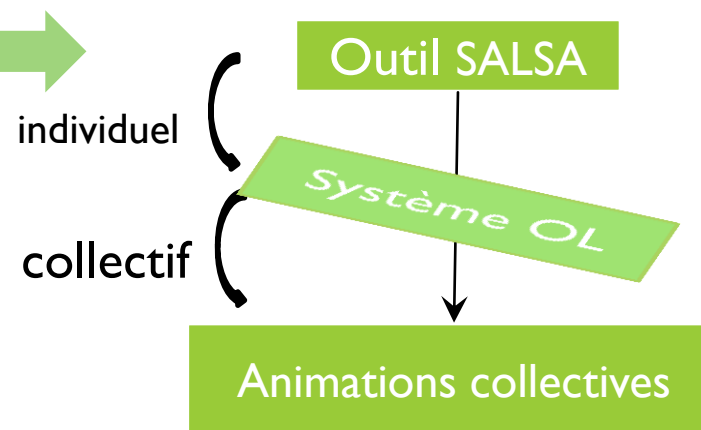 Outil SALSA
individuel
Système OL
collectif
Animations collectives